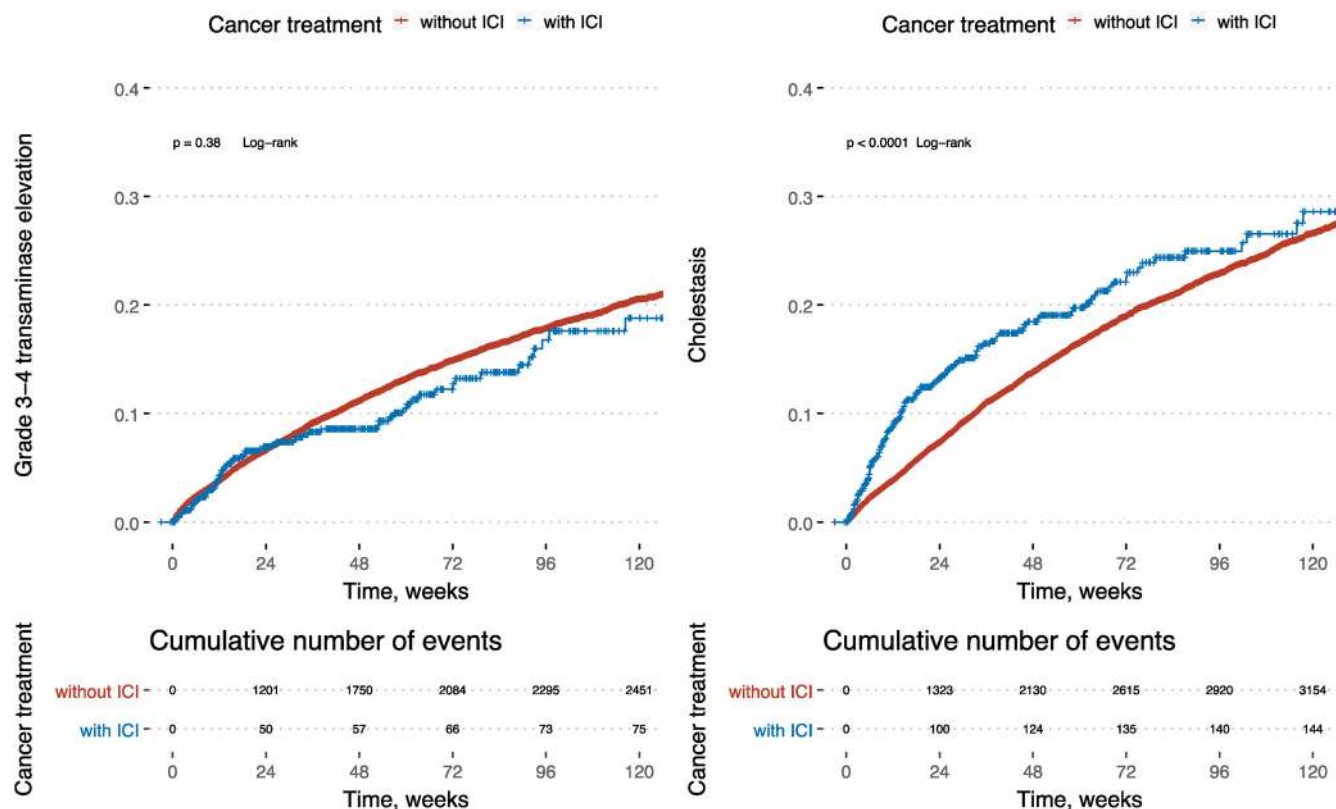 Cancer treatment without ICI with ICI
Grade 3–4 transaminase elevation
0.4
0.3
0.2
0.1
0.0
p = 0.38 Log–rank
0 24 48 72 96 120
Time, weeks
Cumulative number of events
Cancer treatment
without ICI 0 1201 1750 2084 2295 2451
with ICI 0 50 57 66 73 75
0 24 48 72 96 120
Time, weeks
Cancer treatment without ICI with ICI
Cholestasis
0.4
0.3
0.2
0.1
0.0
p < 0.0001 Log–rank
0 24 48 72 96 120
Time, weeks
Cumulative number of events
Cancer treatment
without ICI 0 1323 2130 2615 2920 3154
with ICI 0 100 124 135 140 144
0 24 48 72 96 120
Time, weeks